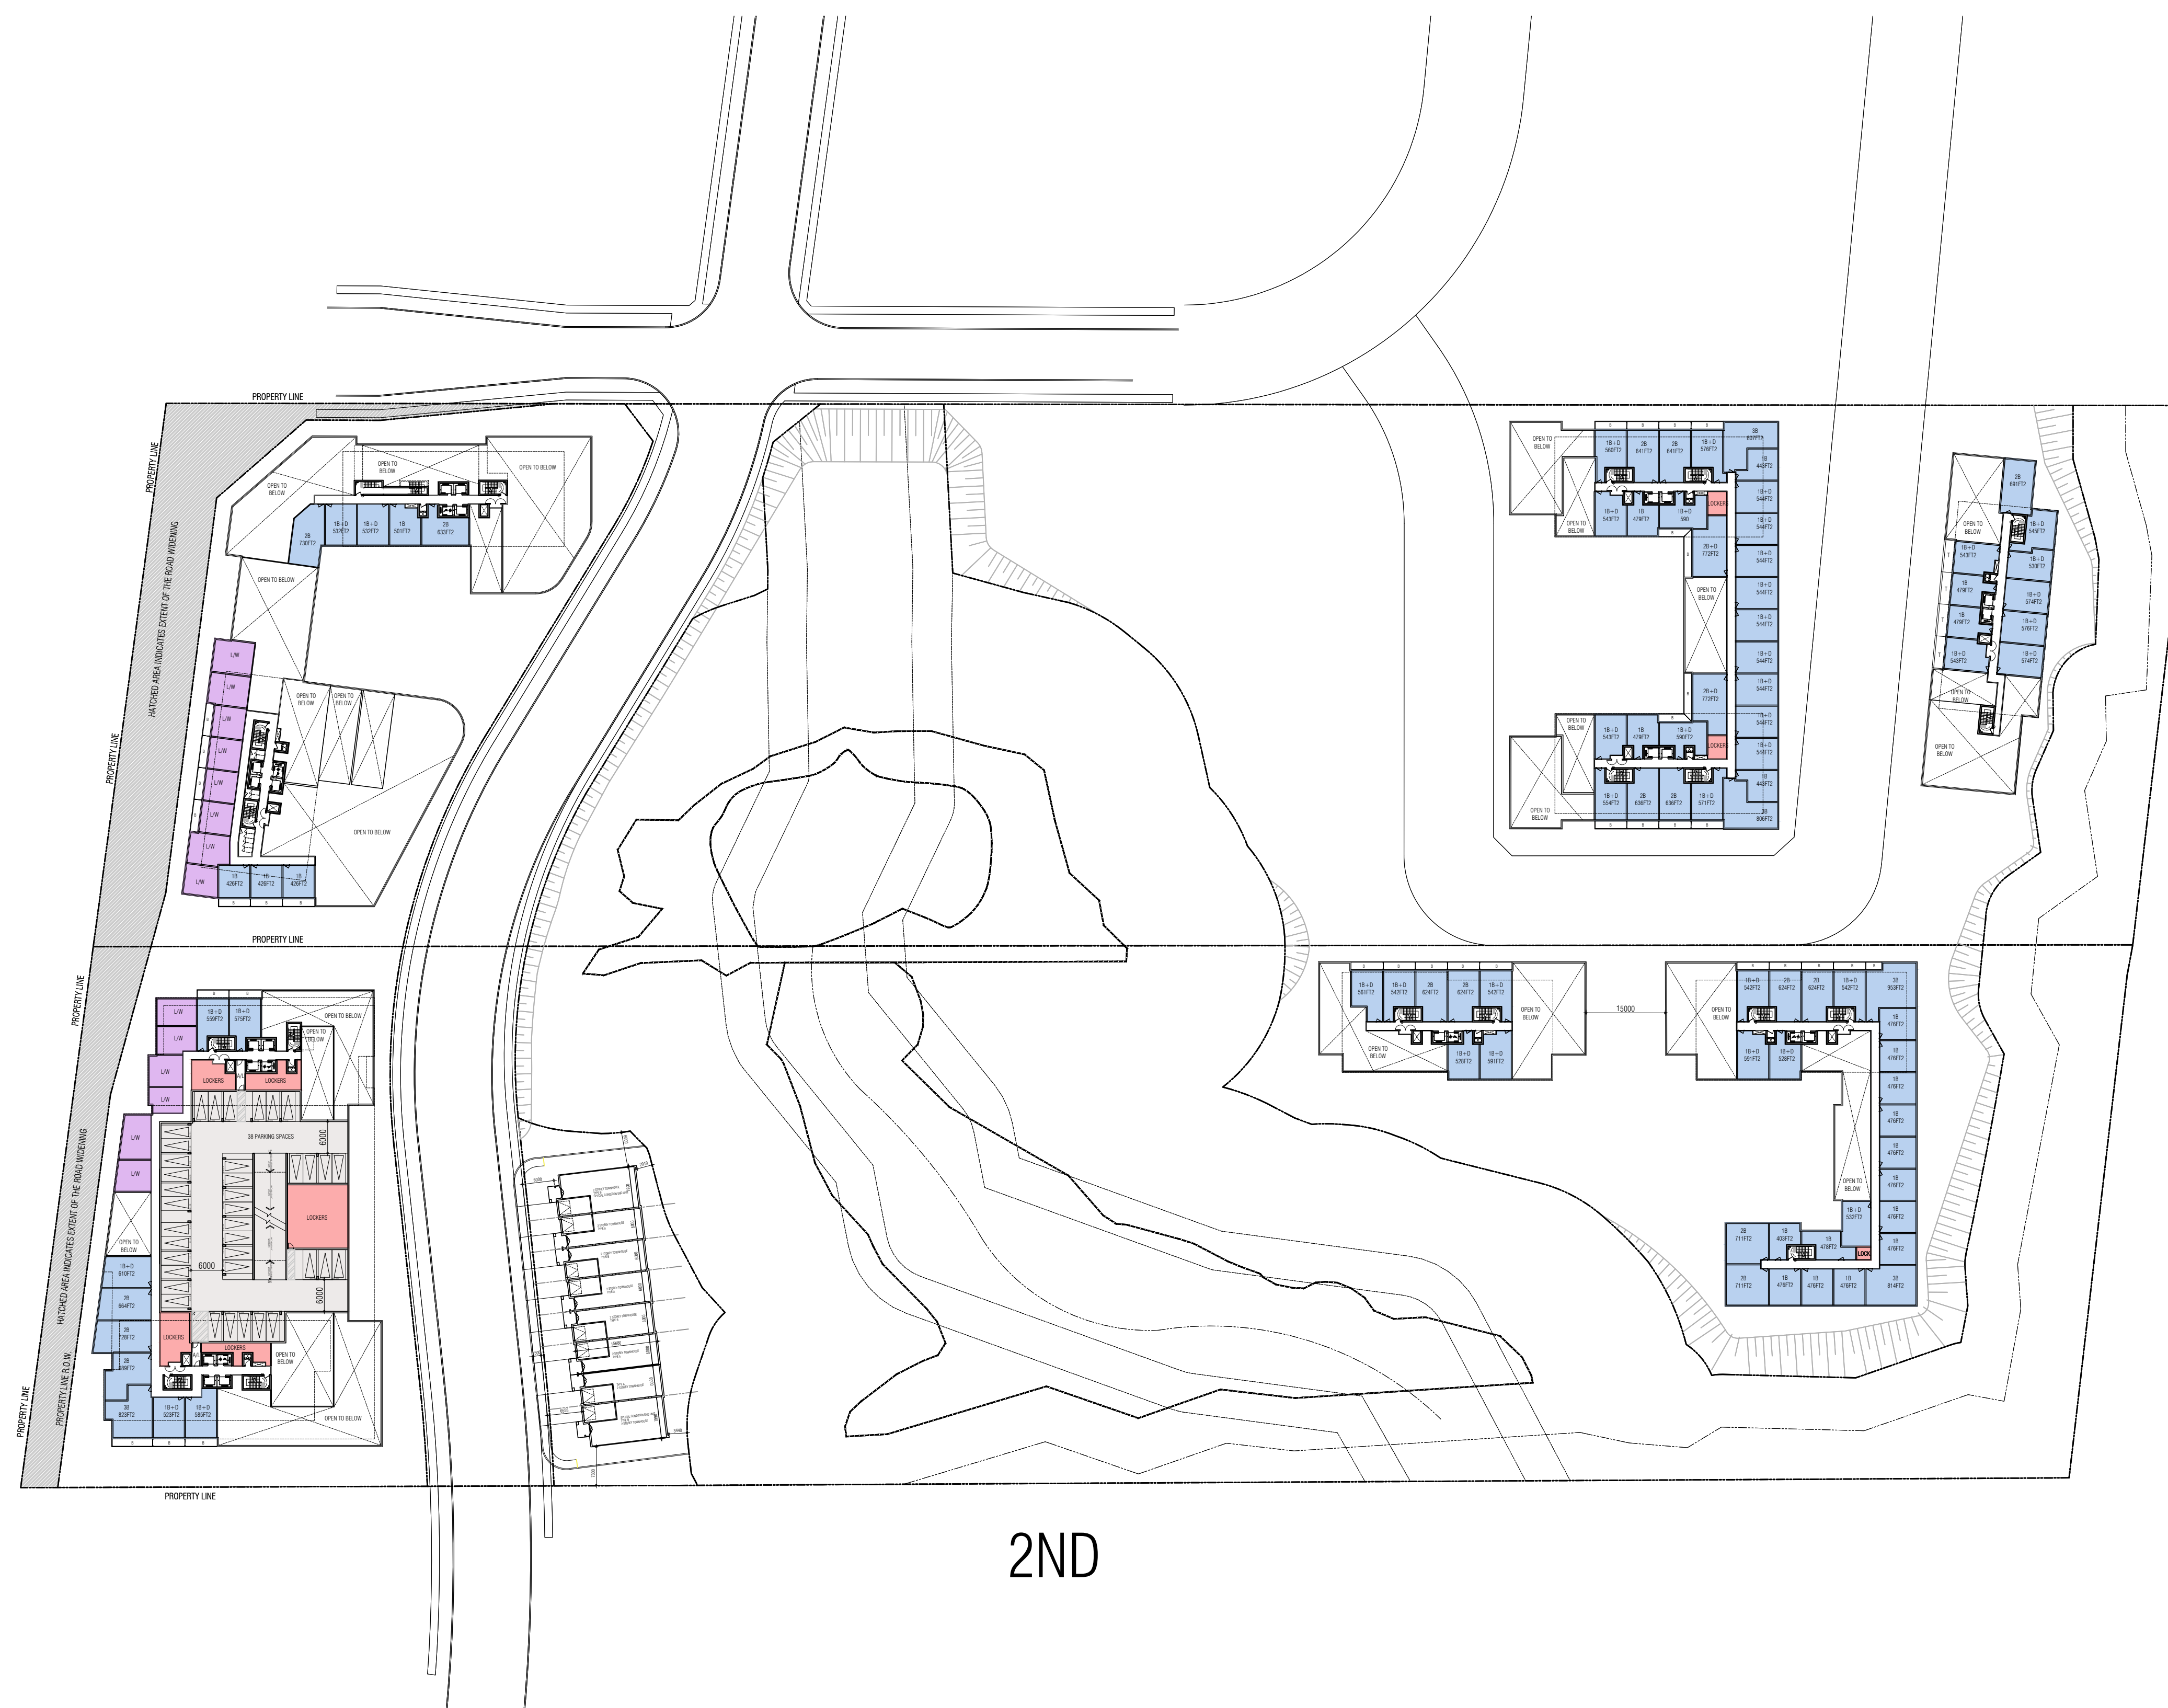 PROPERTY LINE
PROPERTY LINE
HATCHED AREA INDICATES EXTENT OF THE ROAD WIDENING
PROPERTY LINE
OPEN TO
BELOW
OPEN TO
BELOW
OPEN TO BELOW
2B
730FT2
1B+D
532FT2
1B+D
532FT2
1B
501FT2
2B
633FT2
OPEN TO BELOW
L/W
L/W
L/W
L/W
L/W
L/W
L/W
L/W
OPEN TO
BELOW
OPEN TO
BELOW
OPEN TO BELOW
1B
426FT2
1B
426FT2
1B
426FT2
PROPERTY LINE
OPEN TO
BELOW
1B+D
560FT2
2B
641FT2
2B
641FT2
1B+D
576FT2
3B
807FT2
1B
443FT2
1B+D
544FT2
LOCKERS
OPEN TO
BELOW
1B+D
543FT2
1B
479FT2
1B+D
590
1B+D
544FT2
2B+D
772FT2
1B+D
544FT2
OPEN TO
BELOW
1B+D
544FT2
1B+D
544FT2
1B+D
544FT2
2B+D
772FT2
1B+D
544FT2
OPEN TO
BELOW
1B+D
543FT2
1B
479FT2
1B+D
590FT2
LOCKERS
1B+D
544FT2
1B+D
544FT2
1B
443FT2
OPEN TO
BELOW
1B+D
554FT2
2B
636FT2
2B
636FT2
1B+D
571FT2
3B
806FT2
2B
691FT2
OPEN TO
BELOW
1B+D
545FT2
1B+D
543FT2
1B+D
530FT2
1B
479FT2
1B+D
574FT2
1B
479FT2
1B+D
576FT2
1B+D
543FT2
1B+D
574FT2
OPEN TO
BELOW
OPEN TO
BELOW
PROPERTY LINE
L/W
1B+D
559FT2
1B+D
575FT2
OPEN TO BELOW
OPEN TO
BELOW
L/W
L/W
L/W
LOCKERS
A/L
LOCKERS
L/W
L/W
38 PARKING SPACES
6000
LOCKERS
OPEN TO
BELOW
6000
6000
1B+D
610FT2
2B
664FT2
2B
728FT2
2B
689FT2
LOCKERS
A/L
LOCKERS
OPEN TO
BELOW
3B
823FT2
1B+D
523FT2
1B+D
585FT2
OPEN TO BELOW
HATCHED AREA INDICATES EXTENT OF THE ROAD WIDENING
PROPERTY LINE R.O.W.
PROPERTY LINE
PROPERTY LINE
1B+D
561FT2
1B+D
542FT2
2B
624FT2
2B
624FT2
1B+D
542FT2
OPEN TO
BELOW
OPEN TO
BELOW
1B+D
528FT2
1B+D
591FT2
15000
OPEN TO
BELOW
1B+D
542FT2
2B
624FT2
2B
624FT2
1B+D
542FT2
3B
953FT2
1B+D
591FT2
1B+D
528FT2
1B
476FT2
1B
476FT2
1B
476FT2
1B
476FT2
1B
476FT2
1B
476FT2
1B
476FT2
1B
476FT2
OPEN TO
BELOW
1B+D
532FT2
2B
711FT2
1B
403FT2
1B
478FT2
LOCK
2B
711FT2
1B
476FT2
1B
476FT2
1B
476FT2
3B
814FT2
2ND